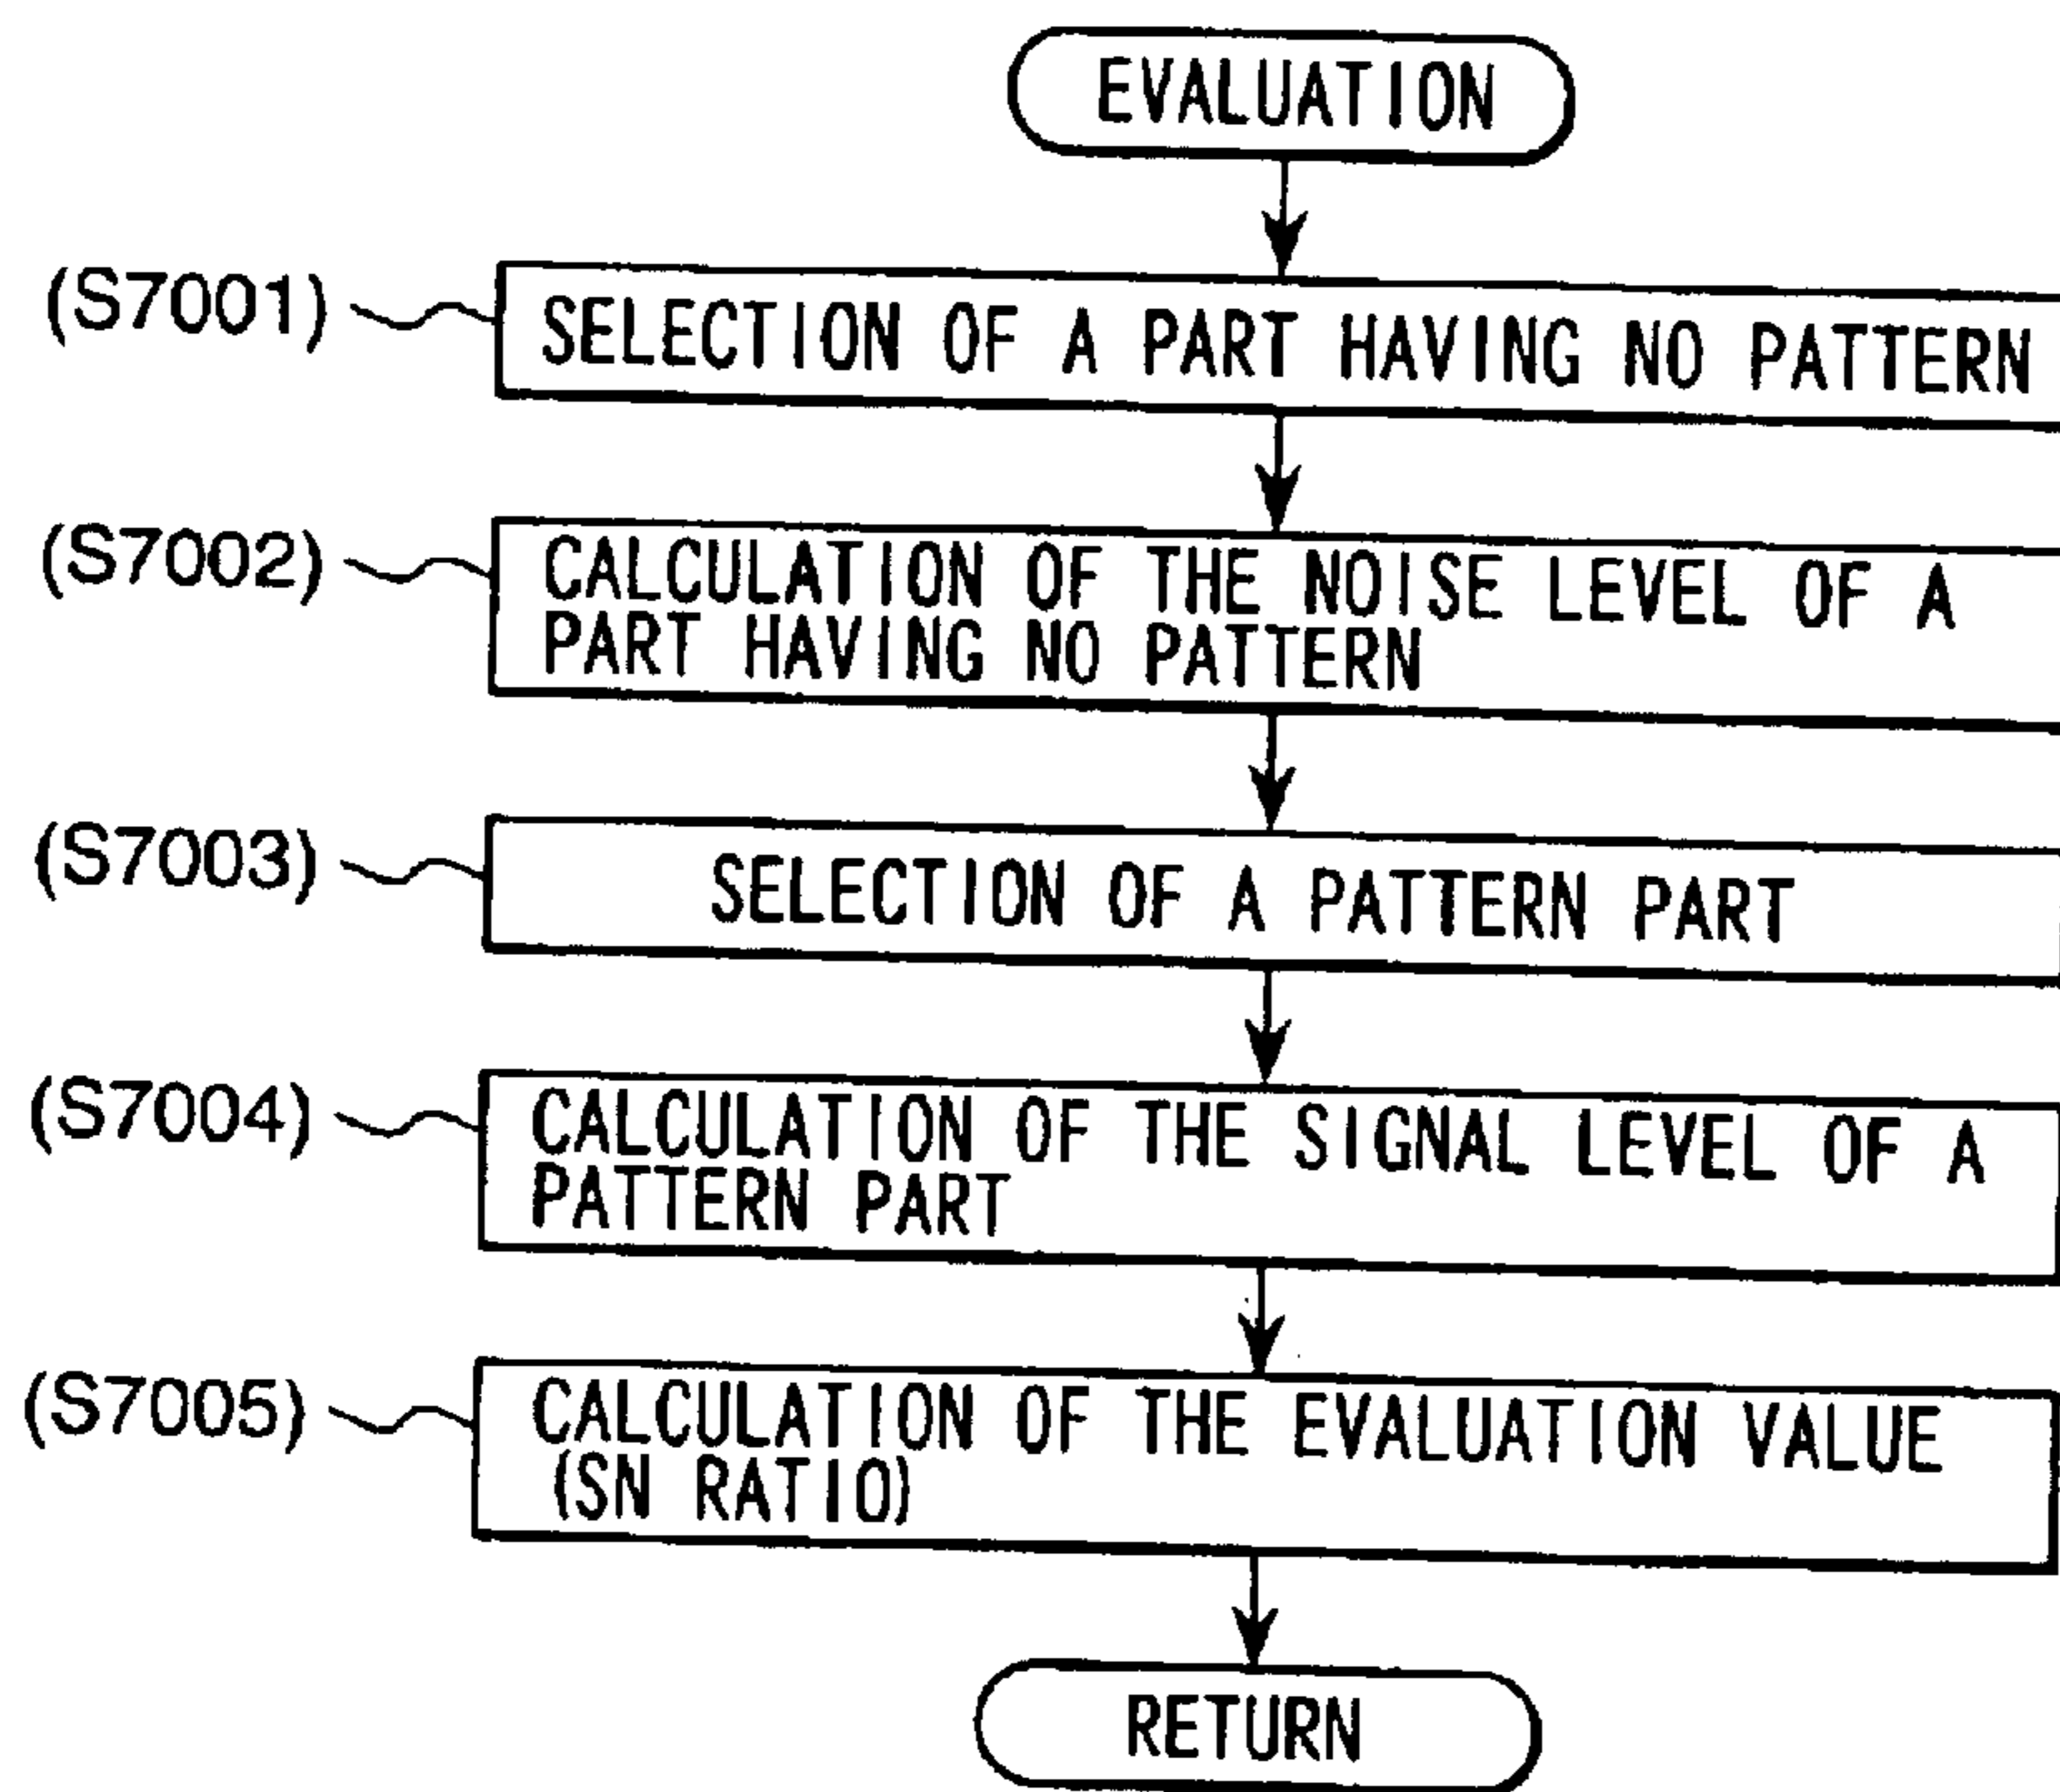 EVALUATION
(S7001)
SELECTION OF A PART HAVING NO PATTERN
(S7002)
CALCULATION OF THE NOISE LEVEL OF A
PART HAVING NO PATTERN
(S7003)
SELECTION OF A PATTERN PART
(S7004)
CALCULATION OF THE SIGNAL LEVEL OF A
PATTERN PART
(S7005)
CALCULATION OF THE EVALUATION VALUE
(SN RATIO)
RETURN